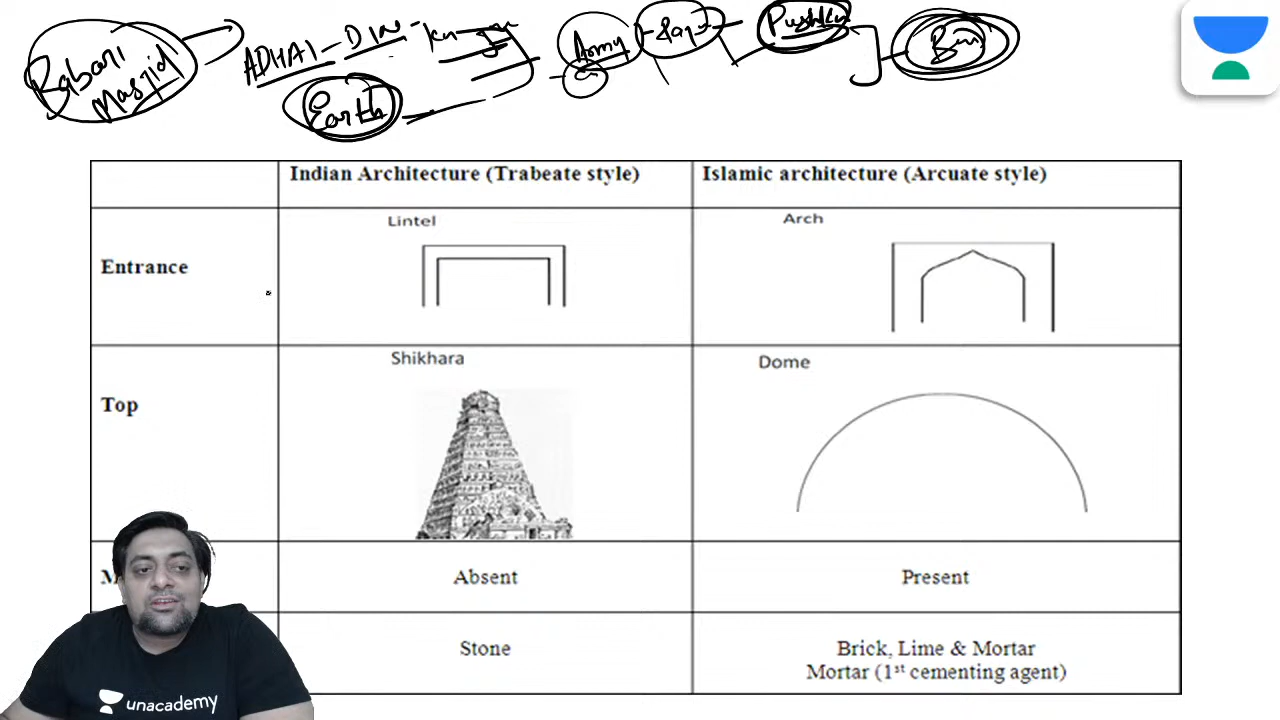 Babari Masjid
ADHAI-DIN-
Army
Earth
Indian Architecture (Trabeate style)
Islamic architecture (Arcuate style)
Entrance
Lintel
Arch
Top
Shikhara
Dome
Absent
Present
Stone
Brick, Lime & Mortar
Mortar (1st cementing agent)
unacademy